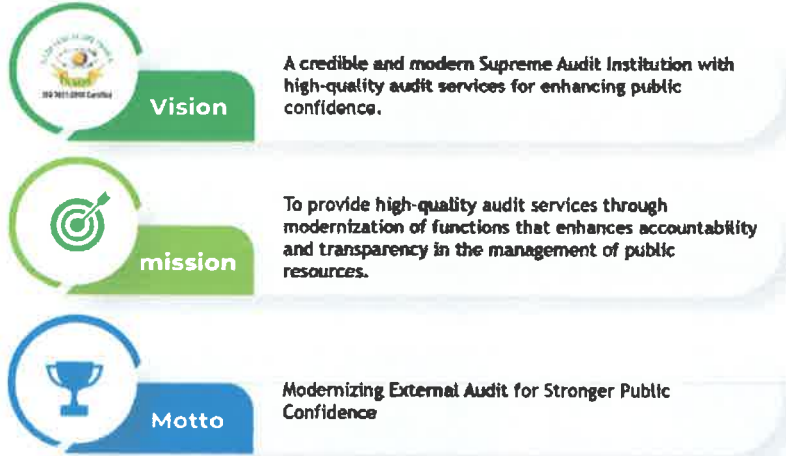 Vision
A credible and modern Supreme Audit Institution with
high-quality audit services for enhancing public
confidence.
mission
To provide high-quality audit services through
modernization of functions that enhances accountability
and transparency in the management of public
resources.
Motto
Modernizing External Audit for Stronger Public
Confidence